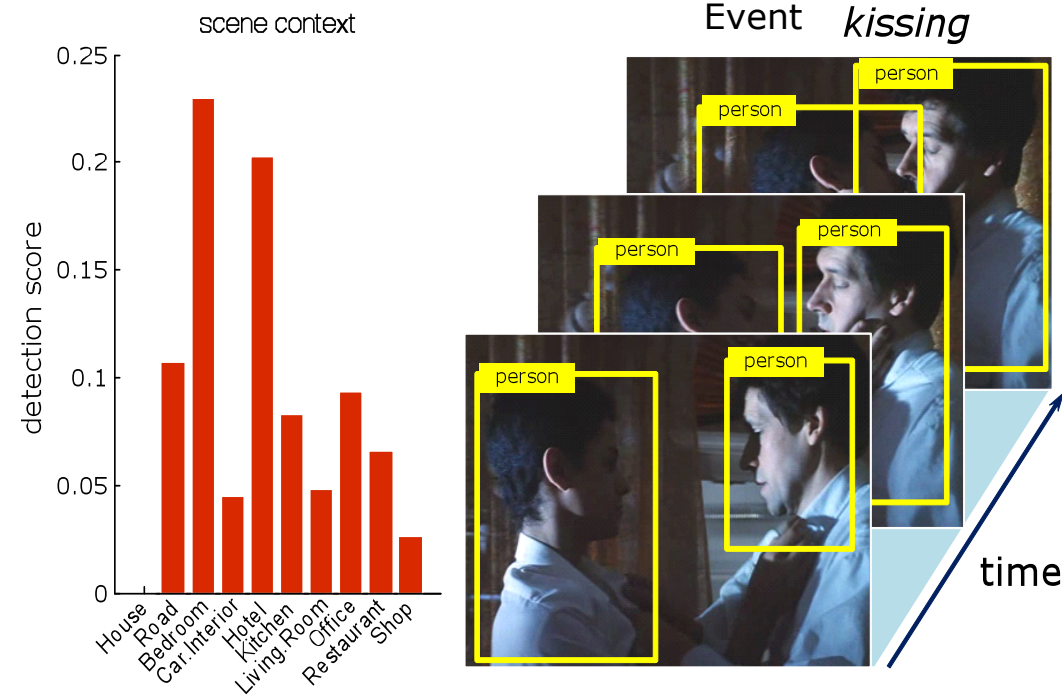 scene context
0.25
0.2
0.15
0.1
0.05
0
detection score
House
Road
Bedroom
Car.Interior
Hotel
Kitchen
Living.Room
Office
Restaurant
Shop
Event kissing
person
person
person
person
person
person
time